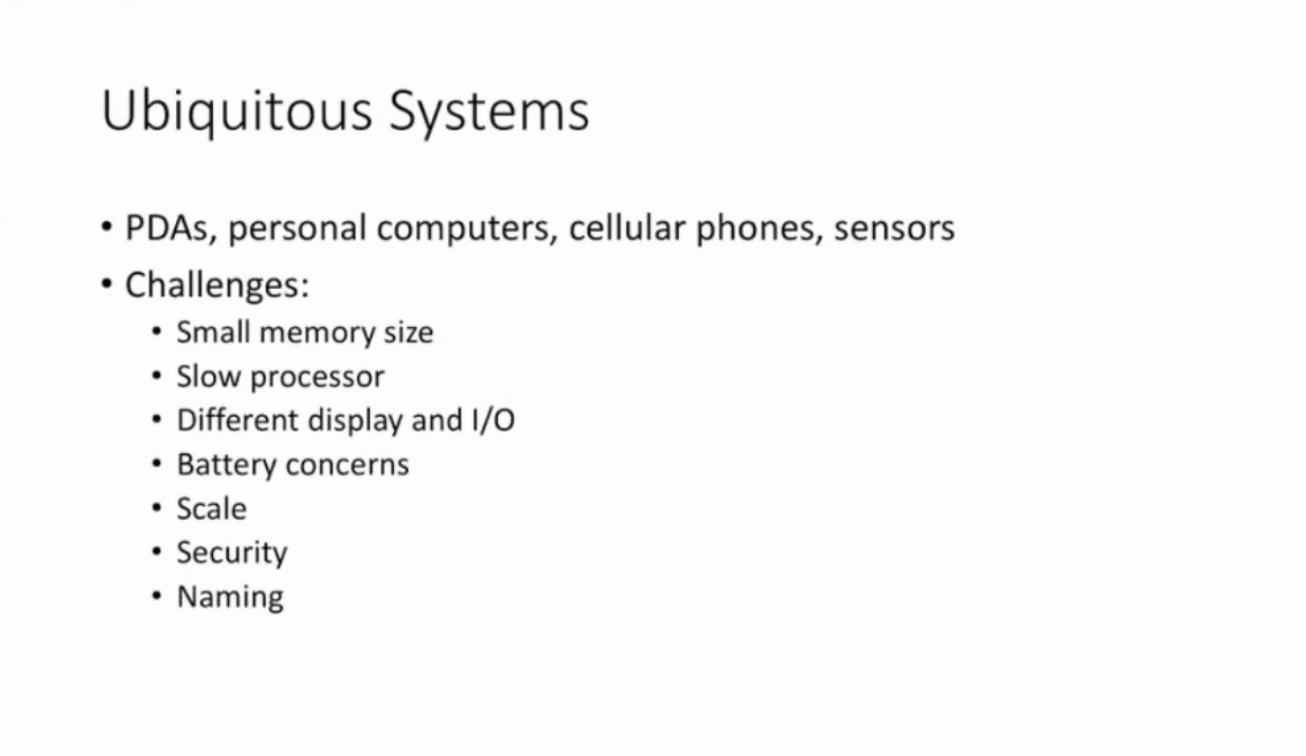 Ubiquitous Systems
• PDAs, personal computers, cellular phones, sensors
• Challenges:
• Small memory size
• Slow processor
• Different display and I/O
• Battery concerns
• Scale
• Security
• Naming